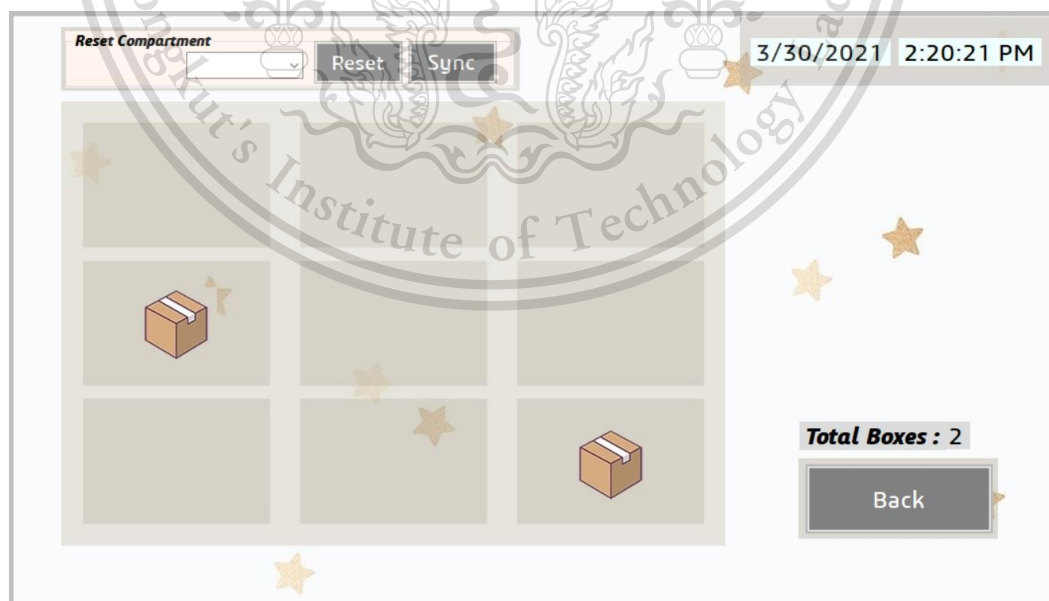 Reset Compartment
Reset Sync
3/30/2021 2:20:21 PM
Institute of Technology
Total Boxes : 2
Back